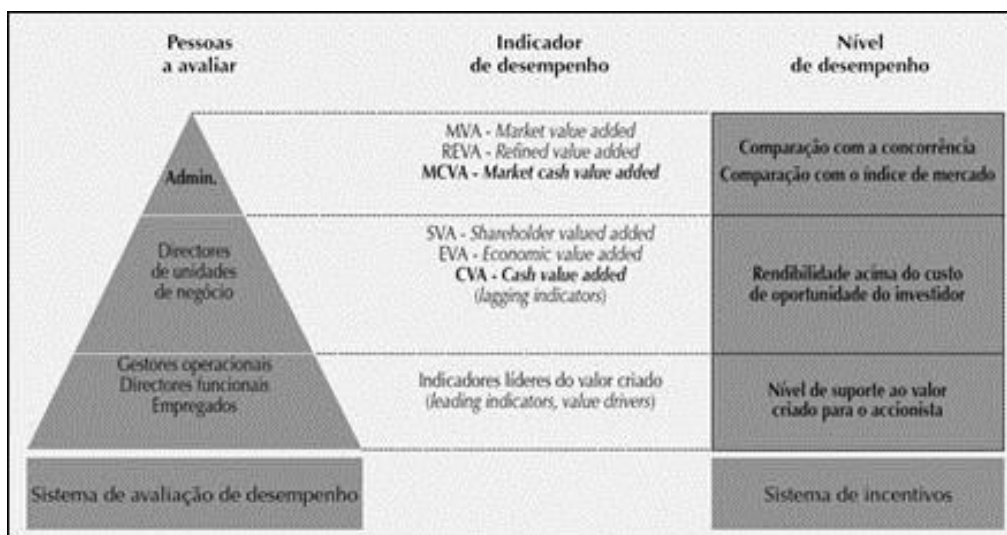 Pessoas
a avaliar
Indicador
de desempenho
Nível
de desempenho
Admin.
MVA - Market value added
REVA - Refined value added
MCVA - Market cash value added
Comparação com a concorrência
Comparação com o índice de mercado
Directores
de unidades
de negócio
SVA - Shareholder valued added
EVA - Economic value added
CVA - Cash value added
(lagging indicators)
Rendibilidade acima do custo
de oportunidade do investidor
Gestores operacionais
Directores funcionais
Empregados
Indicadores líderes do valor criado
(leading indicators, value drivers)
Nível de suporte ao valor
criado para o accionista
Sistema de avaliação de desempenho
Sistema de incentivos